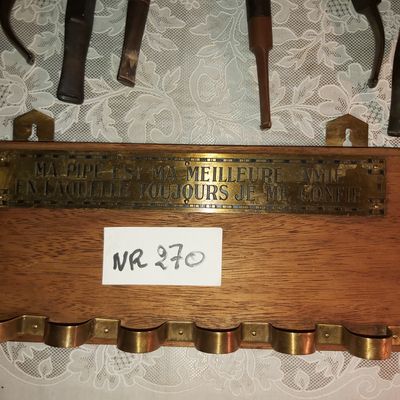 MA PIPE EST MA MEILLEURE AMIE
EN LAQUELLE TOUJOURS JE ME CONFIE
NR 270